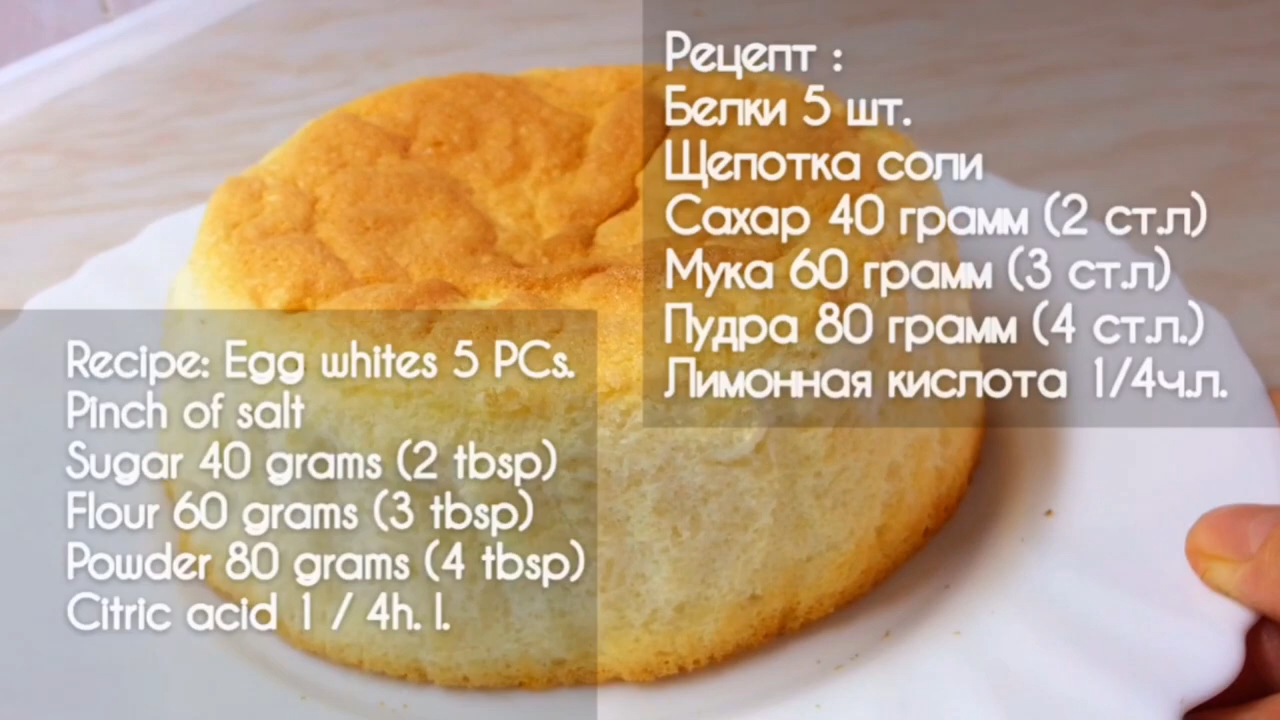 Рецепт :
Белки 5 шт.
Щепотка соли
Сахар 40 грамм (2 ст.л)
Мука 60 грамм (3 ст.л)
Пудра 80 грамм (4 ст.л.)
Лимонная кислота 1/4ч.л.
Recipe: Egg whites 5 PCs.
Pinch of salt
Sugar 40 grams (2 tbsp)
Flour 60 grams (3 tbsp)
Powder 80 grams (4 tbsp)
Citric acid 1 / 4h. l.